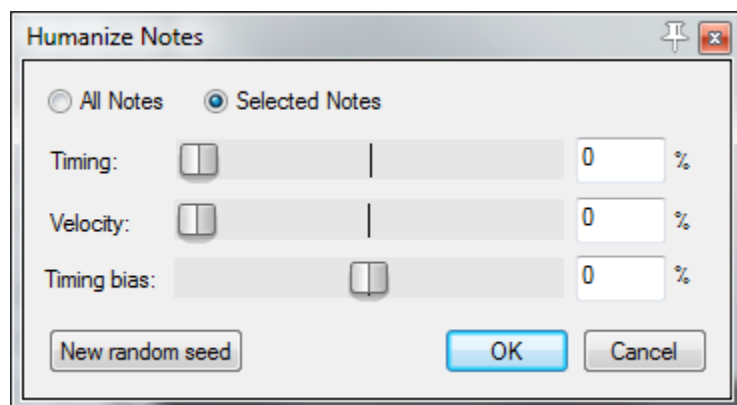 Humanize Notes
All Notes Selected Notes
Timing: 0 %
Velocity: 0 %
Timing bias: 0 %
New random seed OK Cancel